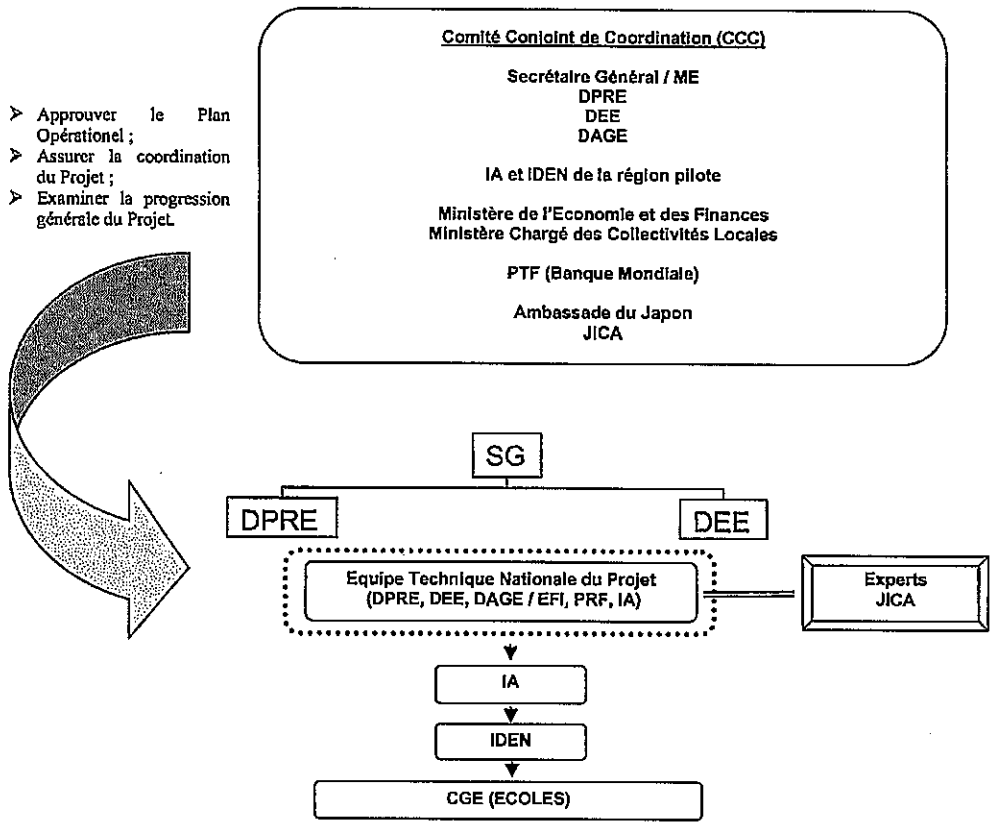 Comité Conjoint de Coordination (CCC)
Secrétaire Général / ME
DPRE
DEE
DAGE
IA et IDEN de la région pilote
Ministère de l'Economie et des Finances
Ministère Chargé des Collectivités Locales
PTF (Banque Mondiale)
Ambassade du Japon
JICA
➢ Approuver le Plan
Opérationel ;
➢ Assurer la coordination
du Projet ;
➢ Examiner la progression
générale du Projet.
SG
DPRE
DEE
Equipe Technique Nationale du Projet
(DPRE, DEE, DAGE / EFI, PRF, IA)
Experts
JICA
IA
IDEN
CGE (ECOLES)